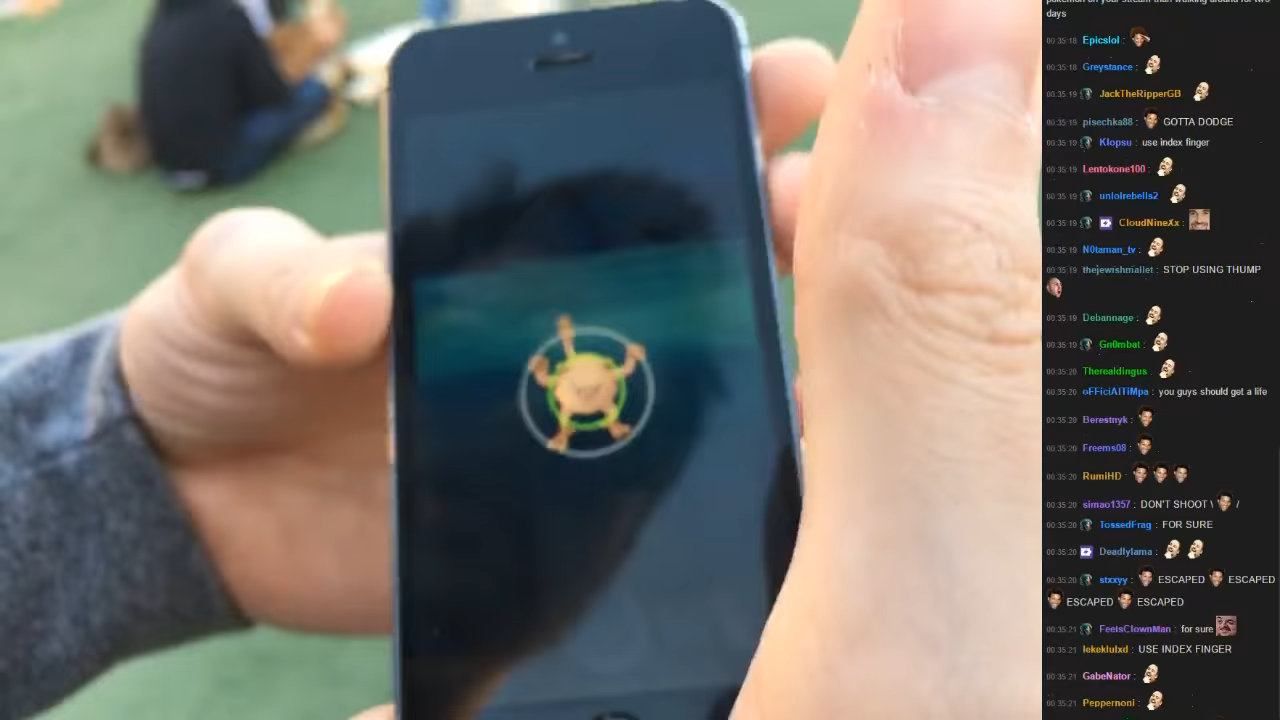 pokemon on your stream than walking around for two
days
00:35:18 Epicslol :
00:35:18 Greystance :
00:35:19 JackTheRipperGB
00:35:19 pisechka88 : GOTTA DODGE
00:35:19 Klopsu : use index finger
00:35:19 Lentokone100 :
00:35:19 unlolrebells2
00:35:19 CloudNineXx :
00:35:19 N0taman_tv :
00:35:19 thejewishmallet : STOP USING THUMP
00:35:19 Debannage :
00:35:19 Gn0mbat :
00:35:20 Therealdingus :
00:35:20 oFFiciAlTiMpa : you guys should get a life
00:35:20 Berestnyk :
00:35:20 Freems08 :
00:35:20 RumiHD
00:35:20 simao1357 : DON'T SHOOT \ /
00:35:20 TossedFrag : FOR SURE
00:35:20 Deadlylama :
00:35:20 stxxyy : ESCAPED ESCAPED
ESCAPED ESCAPED
00:35:21 FeelsClownMan : for sure
00:35:21 lekeklulxd : USE INDEX FINGER
00:35:21 GabeNator :
00:35:21 Peppernoni :